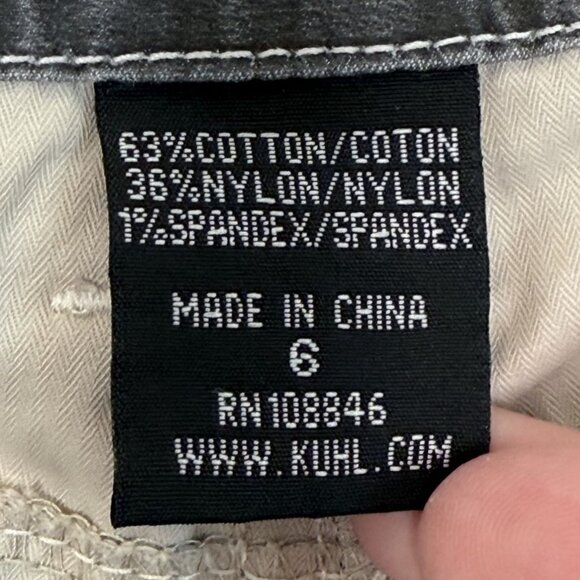 63%COTTON/COTON
36%NYLON/NYLON
1%SPANDEX/SPANDEX
MADE IN CHINA
6
RN108846
WWW.KUHL.COM